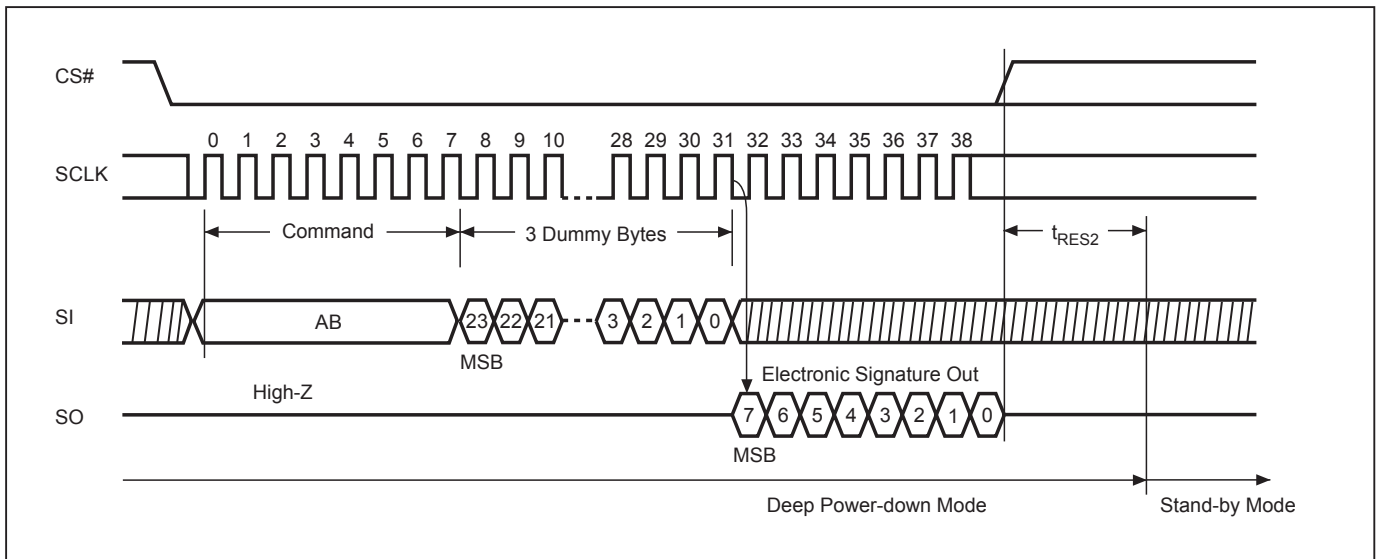 CS#
0 1 2 3 4 5 6 7 8 9 10 28 29 30 31 32 33 34 35 36 37 38
SCLK
Command 3 Dummy Bytes tRES2
SI AB 23 22 21 3 2 1 0
MSB
Electronic Signature Out
High-Z
SO 7 6 5 4 3 2 1 0
MSB
Deep Power-down Mode Stand-by Mode